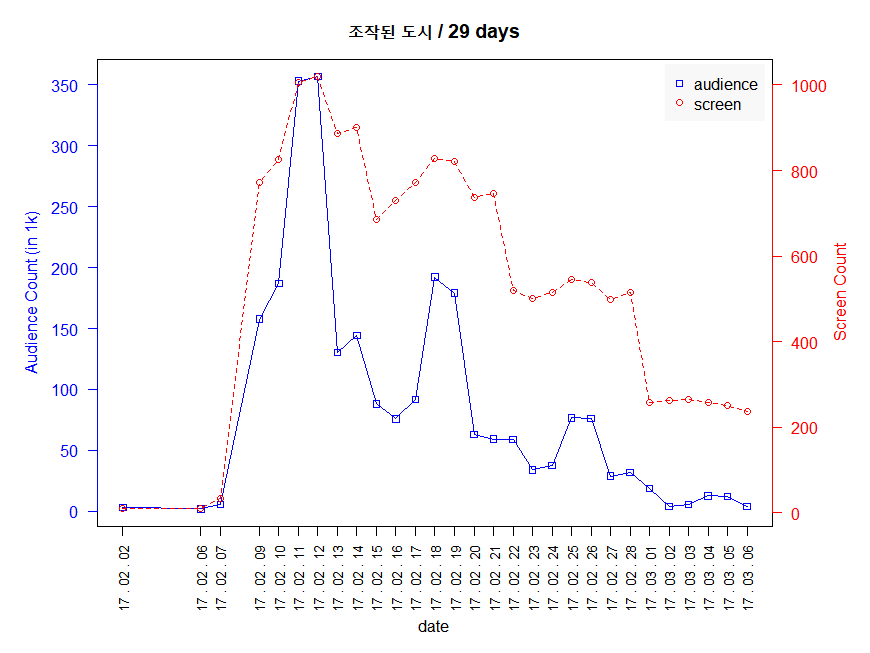 조작된 도시 / 29 days
audience
screen
350
300
250
200
150
100
50
0
Audience Count (in 1k)
1000
800
600
400
200
0
Screen Count
17 . 02 . 02
17 . 02 . 06
17 . 02 . 07
17 . 02 . 09
17 . 02 . 10
17 . 02 . 11
17 . 02 . 12
17 . 02 . 13
17 . 02 . 14
17 . 02 . 15
17 . 02 . 16
17 . 02 . 17
17 . 02 . 18
17 . 02 . 19
17 . 02 . 20
17 . 02 . 21
17 . 02 . 22
17 . 02 . 23
17 . 02 . 24
17 . 02 . 25
17 . 02 . 26
17 . 02 . 27
17 . 02 . 28
17 . 03 . 01
17 . 03 . 02
17 . 03 . 03
17 . 03 . 04
17 . 03 . 05
17 . 03 . 06
date